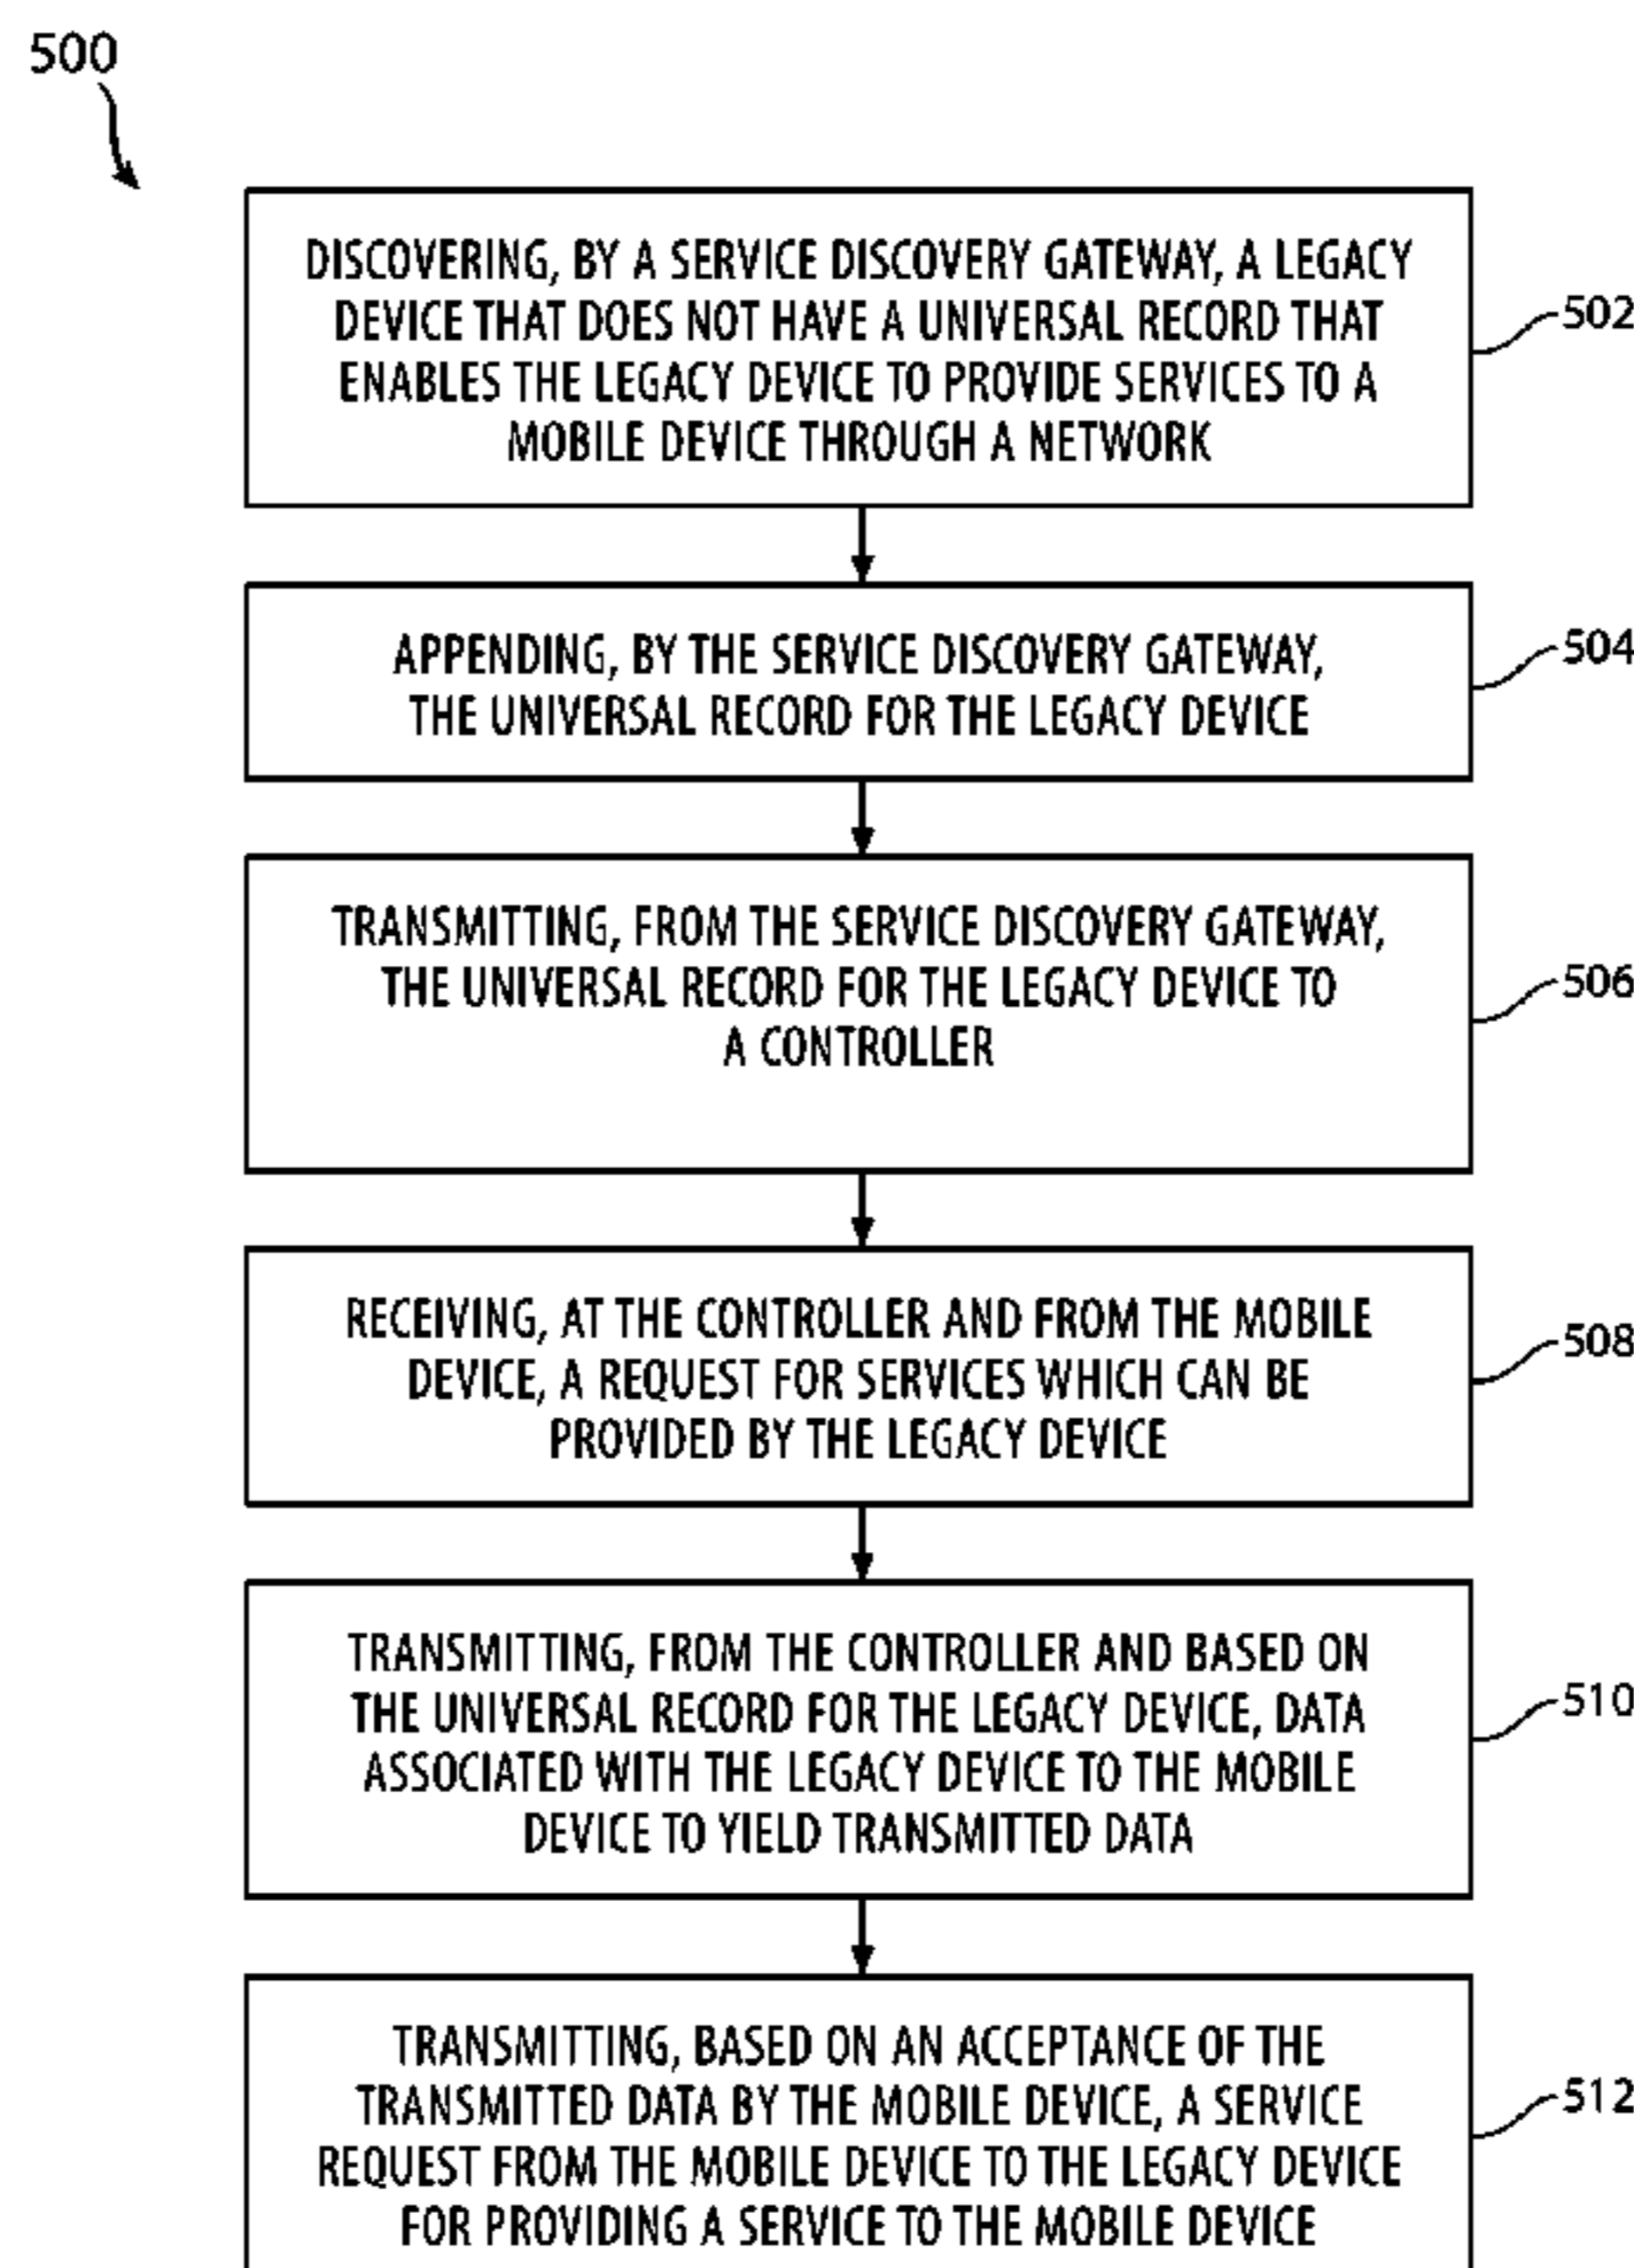 500
DISCOVERING, BY A SERVICE DISCOVERY GATEWAY, A LEGACY
DEVICE THAT DOES NOT HAVE A UNIVERSAL RECORD THAT
ENABLES THE LEGACY DEVICE TO PROVIDE SERVICES TO A
MOBILE DEVICE THROUGH A NETWORK
502
APPENDING, BY THE SERVICE DISCOVERY GATEWAY,
THE UNIVERSAL RECORD FOR THE LEGACY DEVICE
504
TRANSMITTING, FROM THE SERVICE DISCOVERY GATEWAY,
THE UNIVERSAL RECORD FOR THE LEGACY DEVICE TO
A CONTROLLER
506
RECEIVING, AT THE CONTROLLER AND FROM THE MOBILE
DEVICE, A REQUEST FOR SERVICES WHICH CAN BE
PROVIDED BY THE LEGACY DEVICE
508
TRANSMITTING, FROM THE CONTROLLER AND BASED ON
THE UNIVERSAL RECORD FOR THE LEGACY DEVICE, DATA
ASSOCIATED WITH THE LEGACY DEVICE TO THE MOBILE
DEVICE TO YIELD TRANSMITTED DATA
510
TRANSMITTING, BASED ON AN ACCEPTANCE OF THE
TRANSMITTED DATA BY THE MOBILE DEVICE, A SERVICE
REQUEST FROM THE MOBILE DEVICE TO THE LEGACY DEVICE
FOR PROVIDING A SERVICE TO THE MOBILE DEVICE
512